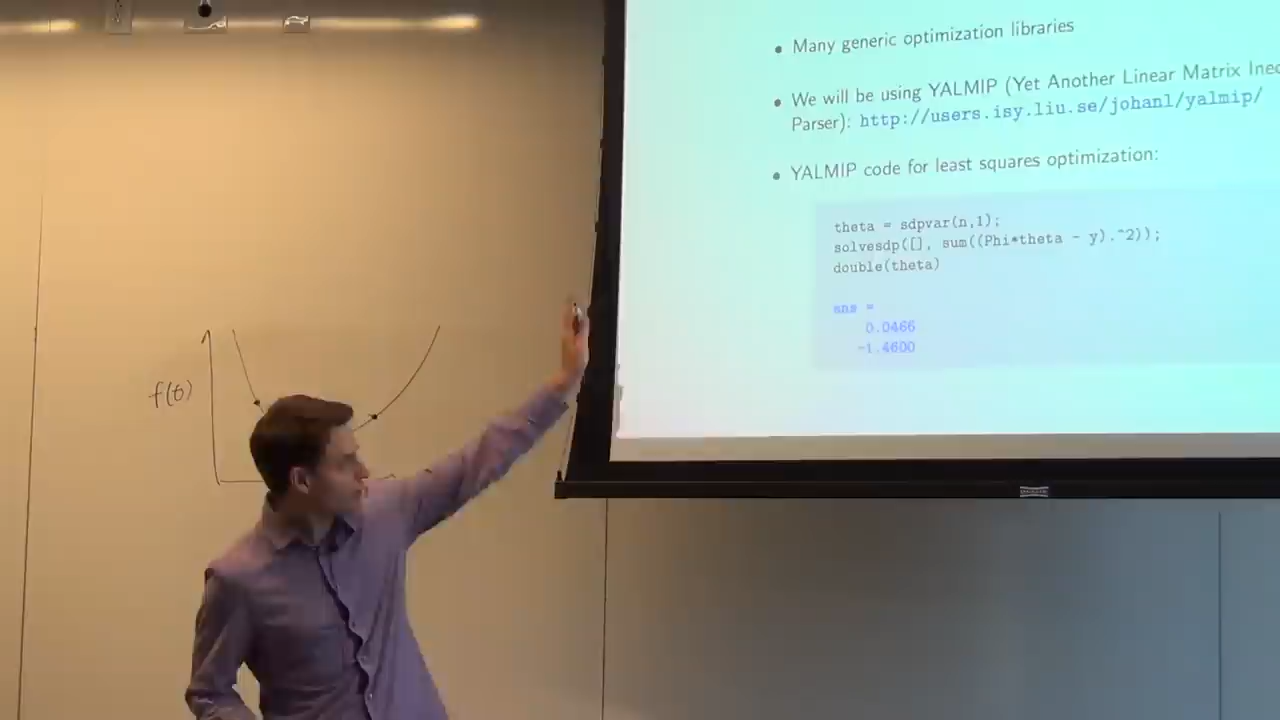 • Many generic optimization libraries
• We will be using YALMIP (Yet Another Linear Matrix Ineq
Parser): http://users.isy.liu.se/johanl/yalmip/
• YALMIP code for least squares optimization:
theta = sdpvar(n,1);
solvesdp([], sum((Phi*theta - y).^2));
double(theta)
ans =
0.0466
-1.4600
f(θ)